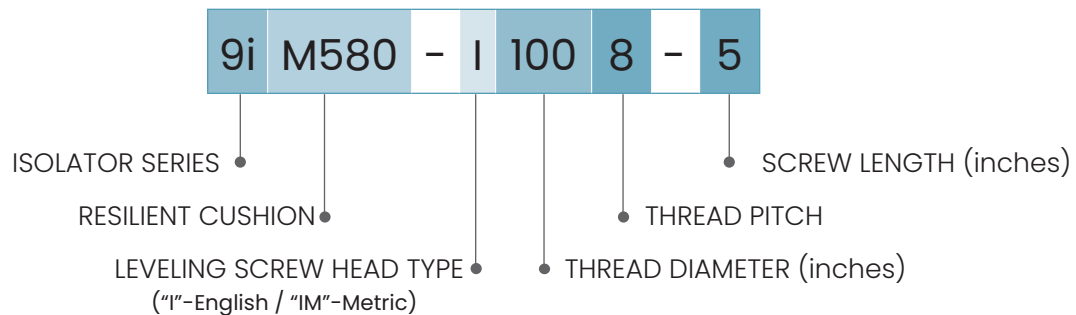 9i M580 - I 100 8 - 5
ISOLATOR SERIES
SCREW LENGTH (inches)
RESILIENT CUSHION
THREAD PITCH
LEVELING SCREW HEAD TYPE
THREAD DIAMETER (inches)
(“I”-English / “IM”-Metric)